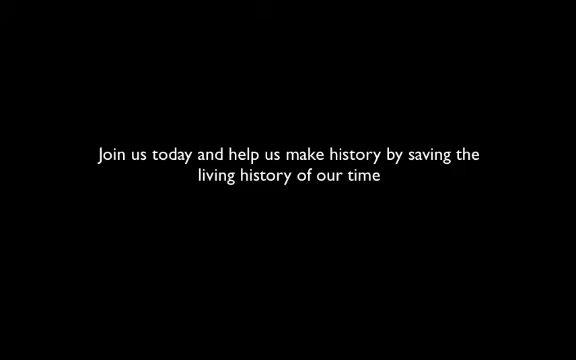 Join us today and help us make history by saving the
living history of our time